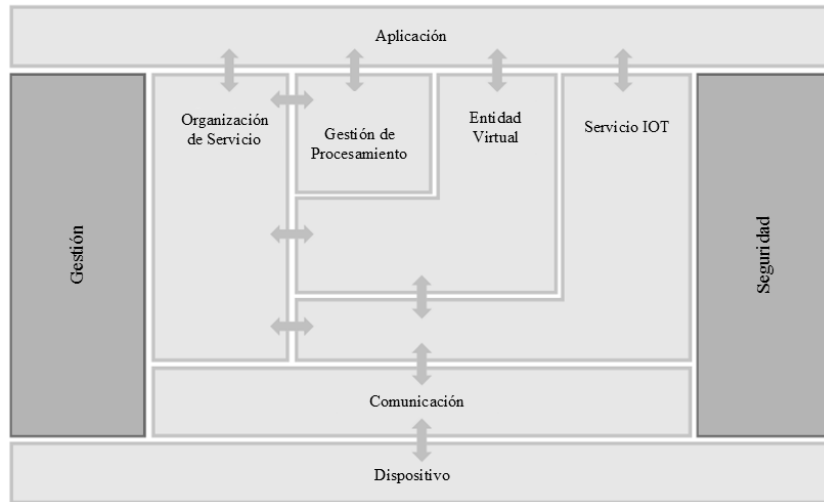 Aplicación
Organización
de Servicio
Gestión de
Procesamiento
Entidad
Virtual
Servicio IOT
Gestión
Seguridad
Comunicación
Dispositivo